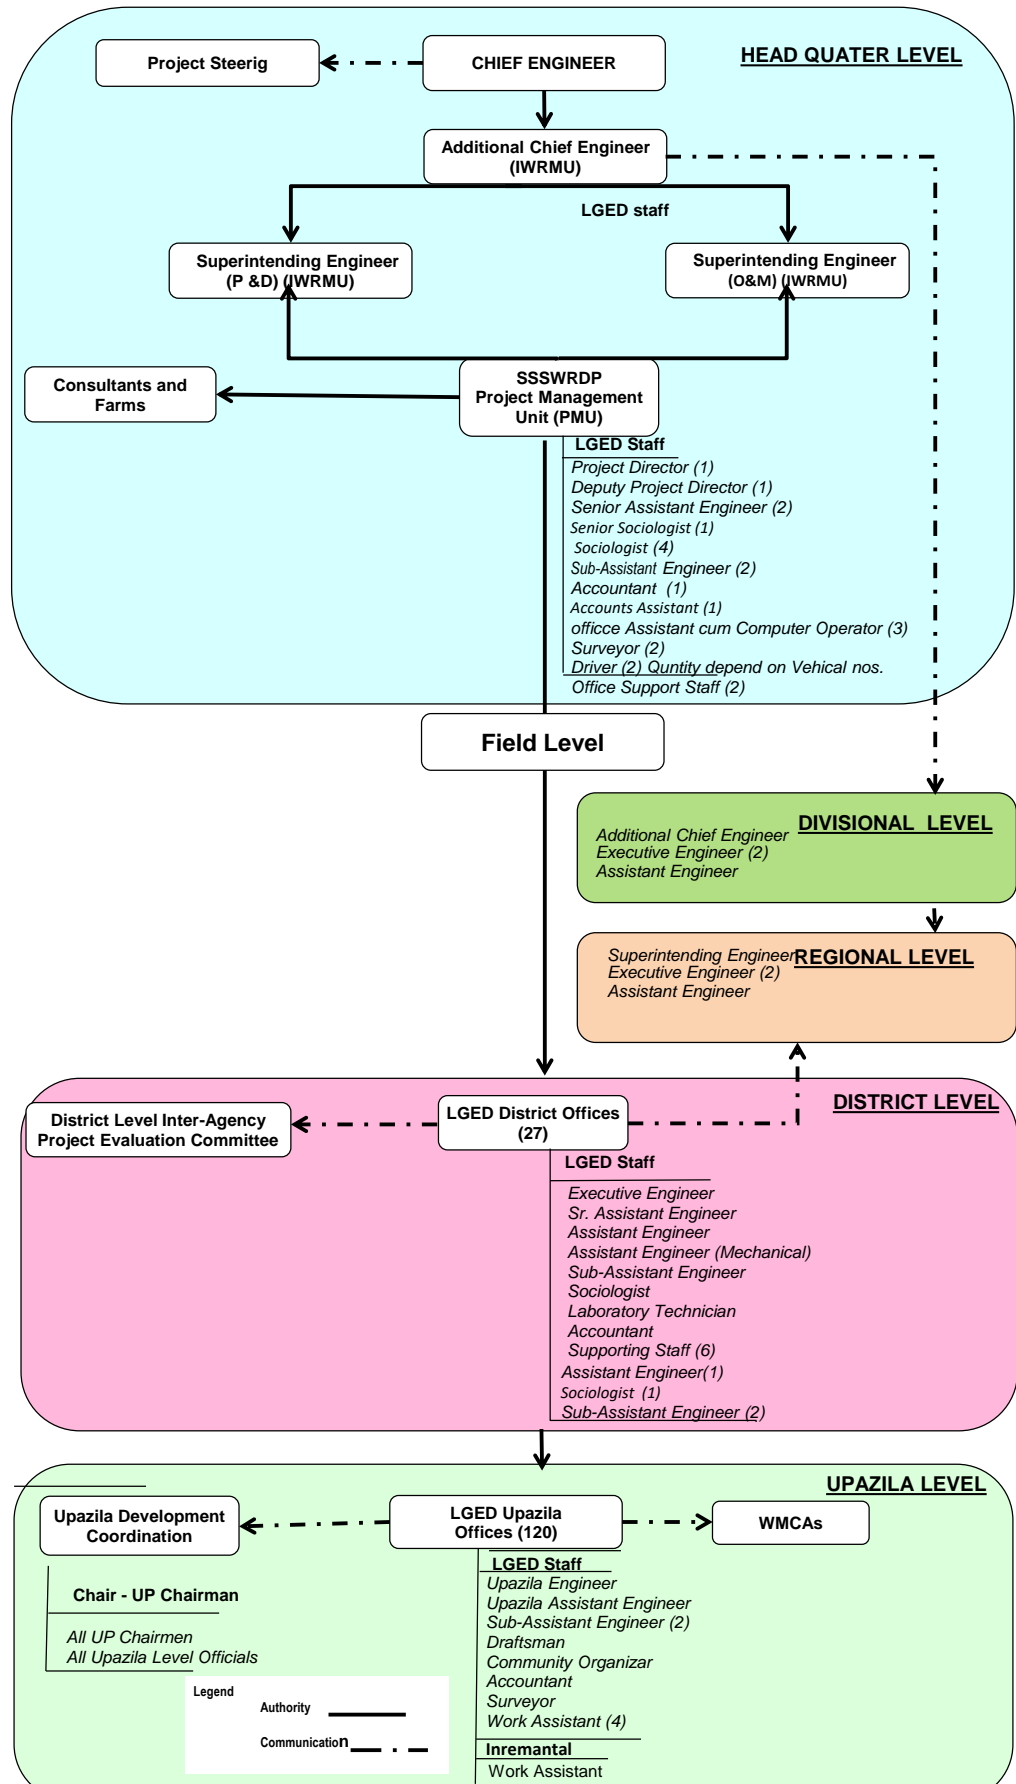 HEAD QUATER LEVEL
Project Steerig
CHIEF ENGINEER
Additional Chief Engineer
(IWRMU)
LGED staff
Superintending Engineer
(P &D) (IWRMU)
Superintending Engineer
(O&M) (IWRMU)
Consultants and
Farms
SSSWRDP
Project Management
Unit (PMU)
LGED Staff
Project Director (1)
Deputy Project Director (1)
Senior Assistant Engineer (2)
Senior Sociologist (1)
Sociologist (4)
Sub-Assistant Engineer (2)
Accountant (1)
Accounts Assistant (1)
officce Assistant cum Computer Operator (3)
Surveyor (2)
Driver (2) Quntity depend on Vehical nos.
Office Support Staff (2)
Field Level
DIVISIONAL LEVEL
Additional Chief Engineer
Executive Engineer (2)
Assistant Engineer
REGIONAL LEVEL
Superintending Engineer
Executive Engineer (2)
Assistant Engineer
DISTRICT LEVEL
District Level Inter-Agency
Project Evaluation Committee
LGED District Offices
(27)
LGED Staff
Executive Engineer
Sr. Assistant Engineer
Assistant Engineer
Assistant Engineer (Mechanical)
Sub-Assistant Engineer
Sociologist
Laboratory Technician
Accountant
Supporting Staff (6)
Assistant Engineer(1)
Sociologist (1)
Sub-Assistant Engineer (2)
UPAZILA LEVEL
Upazila Development
Coordination
LGED Upazila
Offices (120)
WMCAs
Chair - UP Chairman
All UP Chairmen
All Upazila Level Officials
LGED Staff
Upazila Engineer
Upazila Assistant Engineer
Sub-Assistant Engineer (2)
Draftsman
Community Organizar
Accountant
Surveyor
Work Assistant (4)
Inremantal
Work Assistant
Legend
Authority
Communication